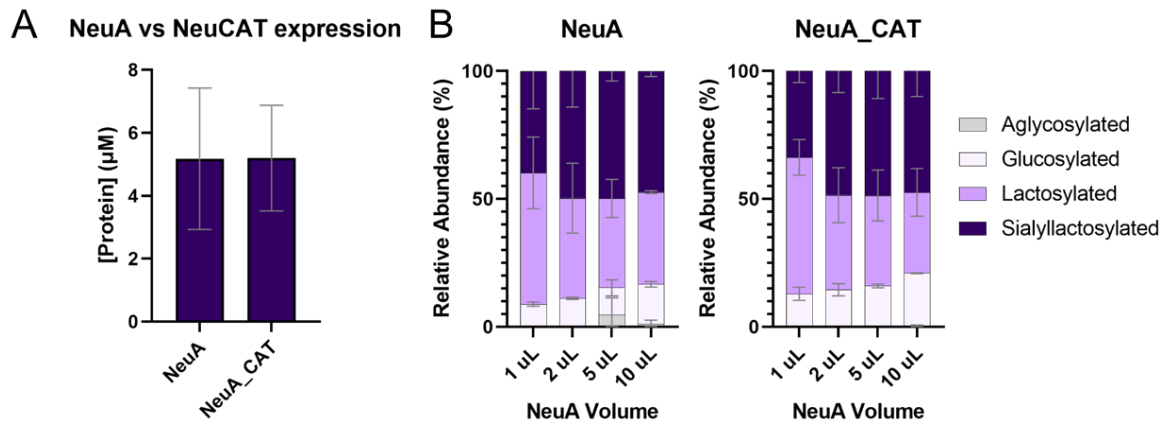 A
NeuA vs NeuCAT expression
[Protein] (µM)
8
6
4
2
0
NeuA
NeuA_CAT
B
NeuA
Relative Abundance (%)
100
50
0
1 uL
2 uL
5 uL
10 uL
NeuA Volume
NeuA_CAT
Relative Abundance (%)
100
50
0
1 uL
2 uL
5 uL
10 uL
NeuA Volume
Aglycosylated
Glucosylated
Lactosylated
Sialyllactosylated